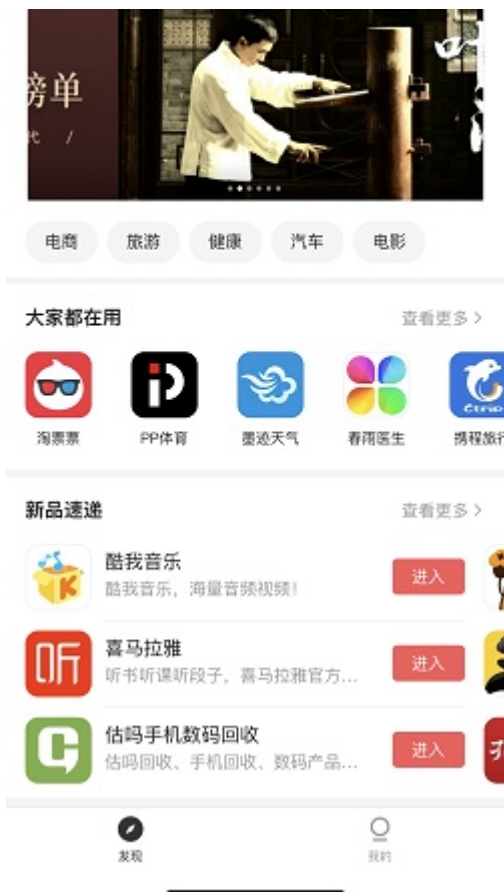 榜单
代 /
电商 旅游 健康 汽车 电影
大家都在用 查看更多 >
淘票票 PP体育 墨迹天气 春雨医生 携程旅行
新品速递 查看更多 >
K
酷我音乐 进入
酷我音乐，海量音频视频！
听
喜马拉雅 进入
听书听课听段子，喜马拉雅官方...
估吗手机数码回收 进入
估吗回收、手机回收、数码产品...
发现 我的